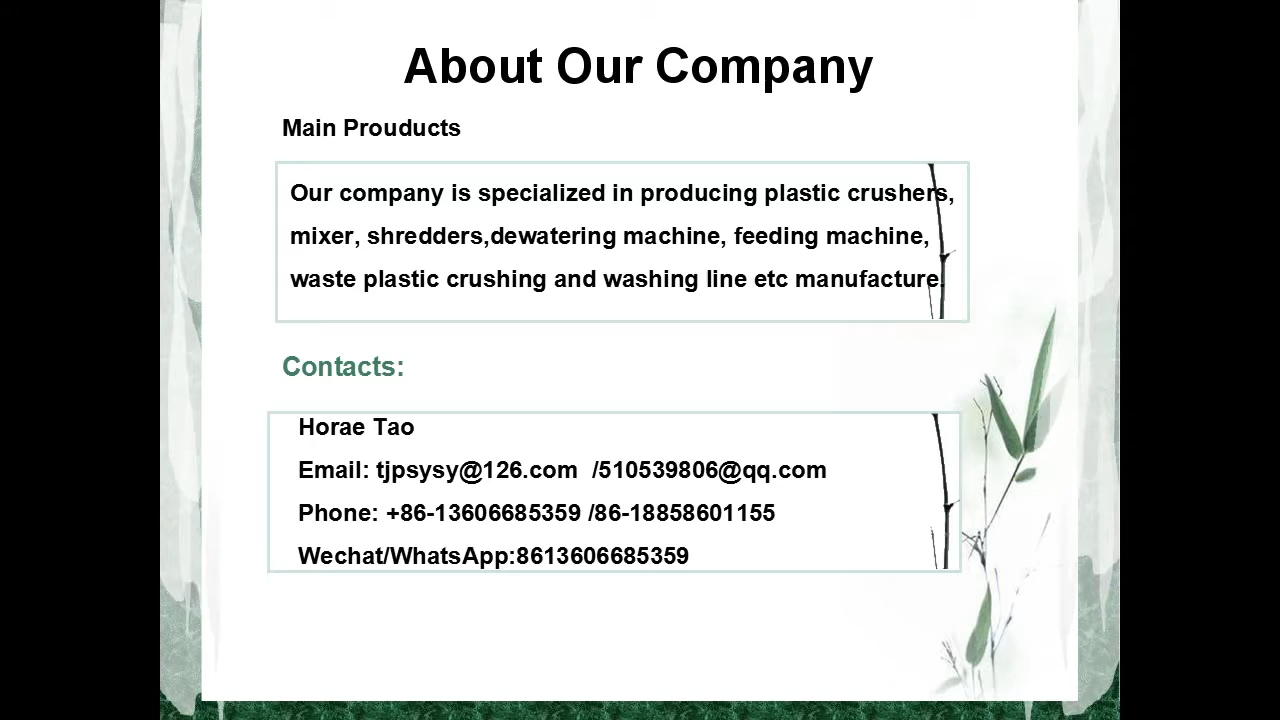 About Our Company
Main Prouducts
Our company is specialized in producing plastic crushers,
mixer, shredders,dewatering machine, feeding machine,
waste plastic crushing and washing line etc manufacture.
Contacts:
Horae Tao
Email: tjpsysy@126.com /510539806@qq.com
Phone: +86-13606685359 /86-18858601155
Wechat/WhatsApp:8613606685359